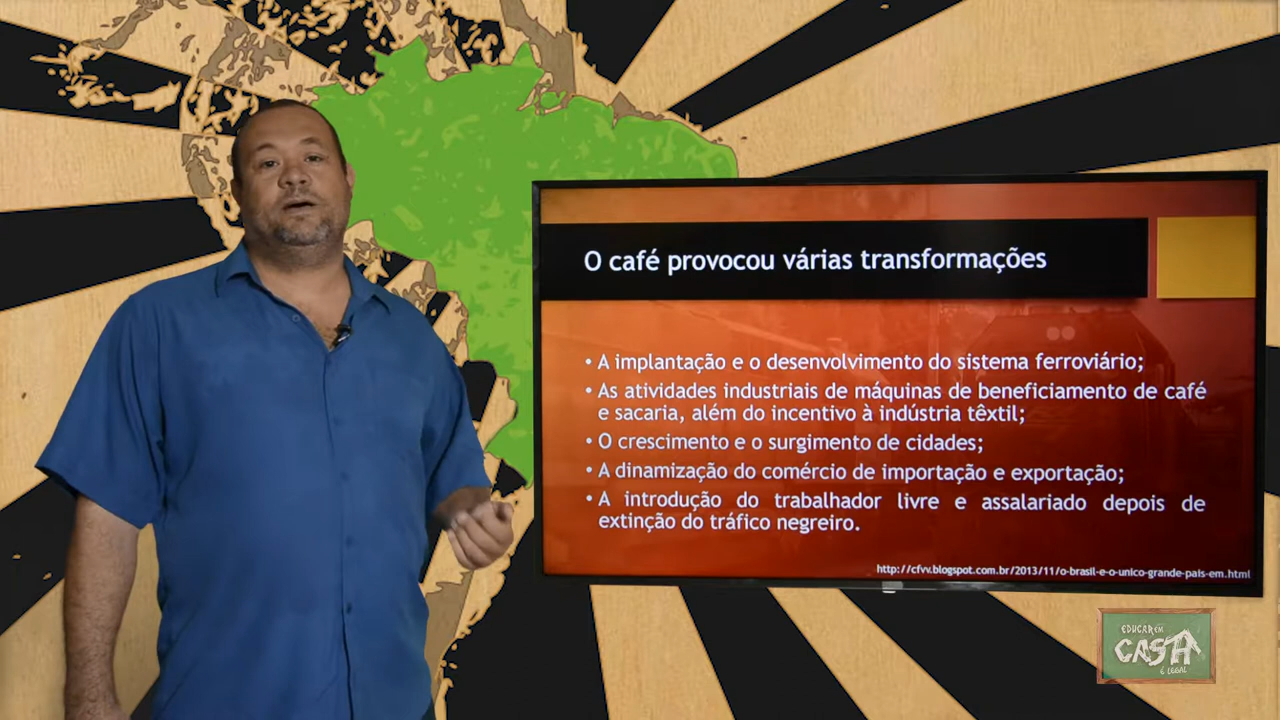 O café provocou várias transformações
• A implantação e o desenvolvimento do sistema ferroviário;
• As atividades industriais de máquinas de beneficiamento de café
e sacaria, além do incentivo à indústria têxtil;
• O crescimento e o surgimento de cidades;
• A dinamização do comércio de importação e exportação;
• A introdução do trabalhador livre e assalariado depois de
extinção do tráfico negreiro.
http://cfvv.blogspot.com.br/2013/11/o-brasil-e-o-unico-grande-pais-em.html
EDUCAR EM
CASA
É LEGAL